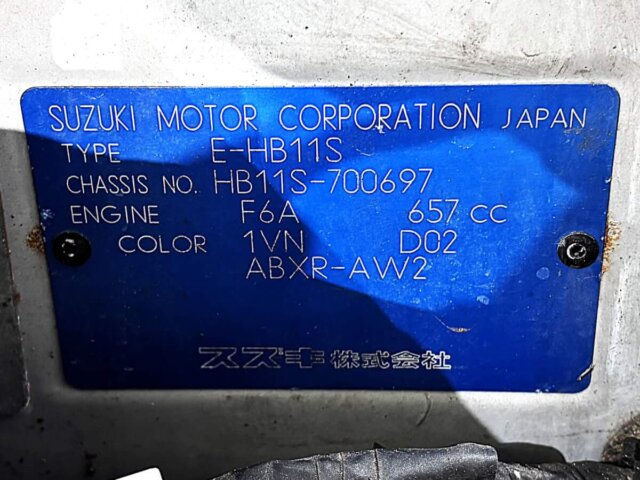 SUZUKI MOTOR CORPORATION JAPAN
TYPE E-HB11S
CHASSIS NO. HB11S-700697
ENGINE F6A 657 CC
COLOR 1VN D02
ABXR-AW2
スズキ株式会社